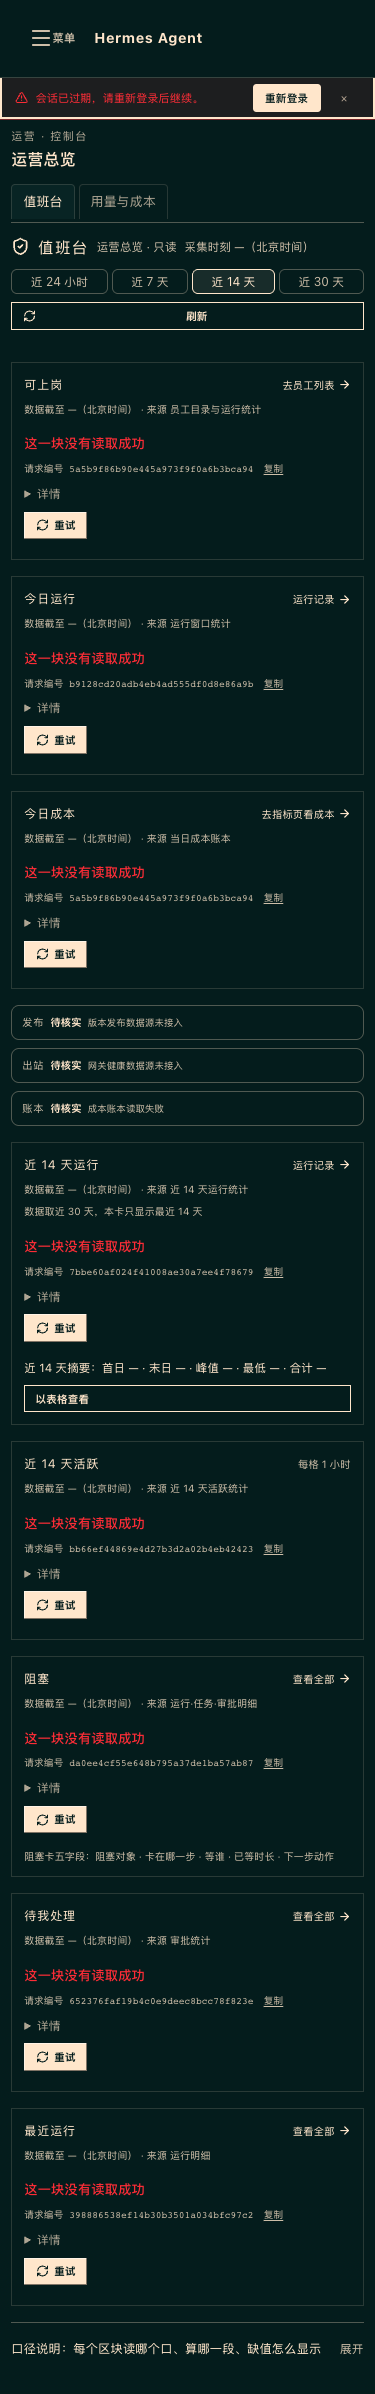 菜单 Hermes Agent
会话已过期，请重新登录后继续。 重新登录 ×
运营 · 控制台
运营总览
值班台 用量与成本
值班台 运营总览 · 只读 采集时刻 —（北京时间）
近 24 小时 近 7 天 近 14 天 近 30 天
刷新
可上岗 去员工列表 →
数据截至 —（北京时间） · 来源 员工目录与运行统计
这一块没有读取成功
请求编号 5a5b9f86b90e445a973f9f0a6b3bca94 复制
▶ 详情
重试
今日运行 运行记录 →
数据截至 —（北京时间） · 来源 运行窗口统计
这一块没有读取成功
请求编号 b9128cd20adb4eb4ad555df0d8e86a9b 复制
▶ 详情
重试
今日成本 去指标页看成本 →
数据截至 —（北京时间） · 来源 当日成本账本
这一块没有读取成功
请求编号 5a5b9f86b90e445a973f9f0a6b3bca94 复制
▶ 详情
重试
发布 待核实 版本发布数据源未接入
出站 待核实 网关健康数据源未接入
账本 待核实 成本账本读取失败
近 14 天运行 运行记录 →
数据截至 —（北京时间） · 来源 近 14 天运行统计
数据取近 30 天，本卡只显示最近 14 天
这一块没有读取成功
请求编号 7bbe60af024f41008ae30a7ee4f78679 复制
▶ 详情
重试
近 14 天摘要：首日 — · 末日 — · 峰值 — · 最低 — · 合计 —
以表格查看
近 14 天活跃 每格 1 小时
数据截至 —（北京时间） · 来源 近 14 天活跃统计
这一块没有读取成功
请求编号 bb66ef44869e4d27b3d2a02b4eb42423 复制
▶ 详情
重试
阻塞 查看全部 →
数据截至 —（北京时间） · 来源 运行·任务·审批明细
这一块没有读取成功
请求编号 da0ee4cf55e648b795a37de1ba57ab87 复制
▶ 详情
重试
阻塞卡五字段：阻塞对象 · 卡在哪一步 · 等谁 · 已等时长 · 下一步动作
待我处理 查看全部 →
数据截至 —（北京时间） · 来源 审批统计
这一块没有读取成功
请求编号 652376faf19b4c0e9deec8bcc78f823e 复制
▶ 详情
重试
最近运行 查看全部 →
数据截至 —（北京时间） · 来源 运行明细
这一块没有读取成功
请求编号 398886538ef14b30b3501a034bfc97c2 复制
▶ 详情
重试
口径说明：每个区块读哪个口、算哪一段、缺值怎么显示 展开